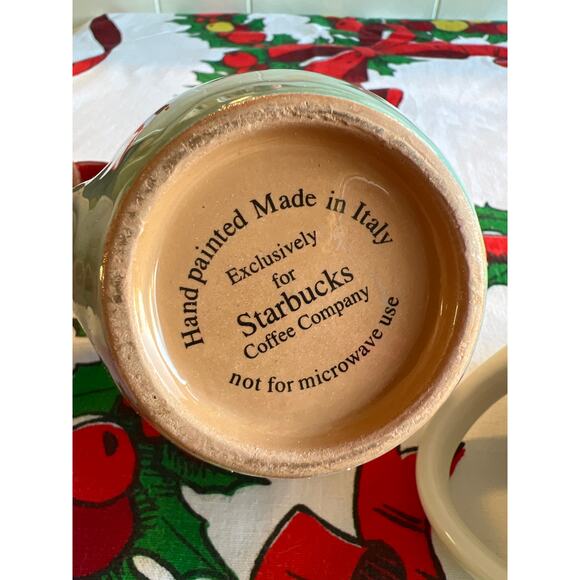 Hand painted Made in Italy
Exclusively
for
Starbucks
Coffee Company
not for microwave use